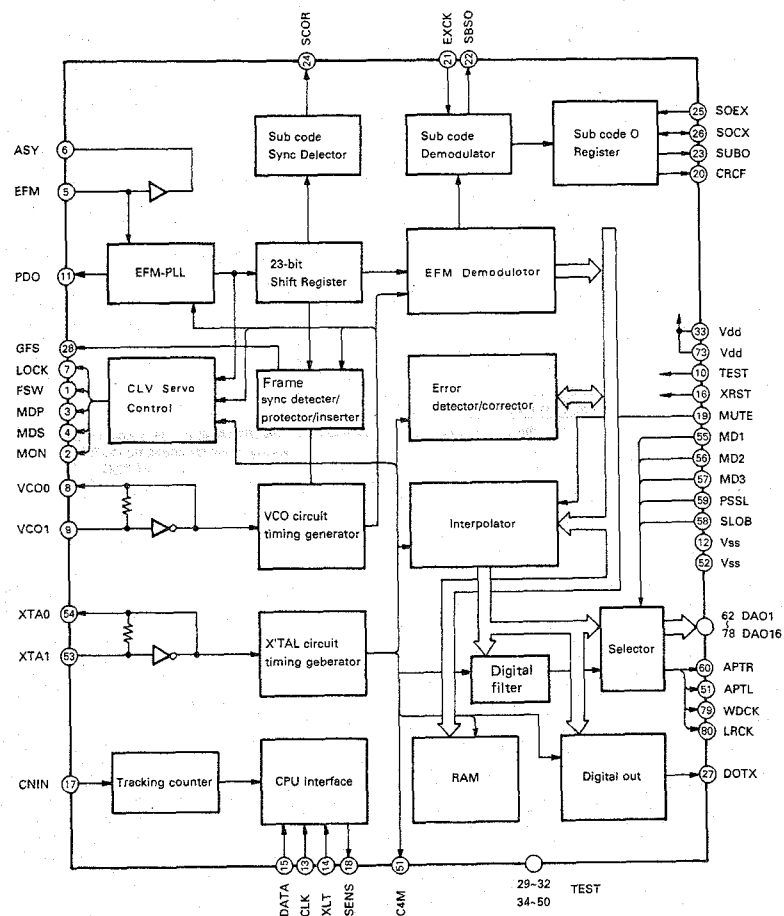 SCOR
EXCK
SBSO
24
21
22
ASY
6
EFM
5
Sub code
Sync Delector
Sub code
Demodulator
Sub code O
Register
25
SOEX
26
SOCX
23
SUBO
20
CRCF
PDO
11
EFM-PLL
23-bit
Shift Register
EFM Demodulotor
GFS
28
LOCK
7
FSW
1
MDP
3
MDS
4
MON
2
CLV Servo
Control
Frame
sync detecter/
protector/inserter
Error
detector/corrector
33
Vdd
73
Vdd
10
TEST
16
XRST
19
MUTE
55
MD1
56
MD2
57
MD3
59
PSSL
58
SLOB
12
Vss
52
Vss
VCO0
8
VCO1
9
VCO circuit
timing generator
Interpolator
XTA0
54
XTA1
53
X'TAL circuit
timing geberator
Digital
filter
Selector
62 DAO1
~
78 DAO16
60
APTR
51
APTL
79
WDCK
80
LRCK
CNIN
17
Tracking counter
CPU interface
RAM
Digital out
27
DOTX
15
13
14
18
61
DATA
CLK
XLT
SENS
C4M
29~32
34~50
TEST